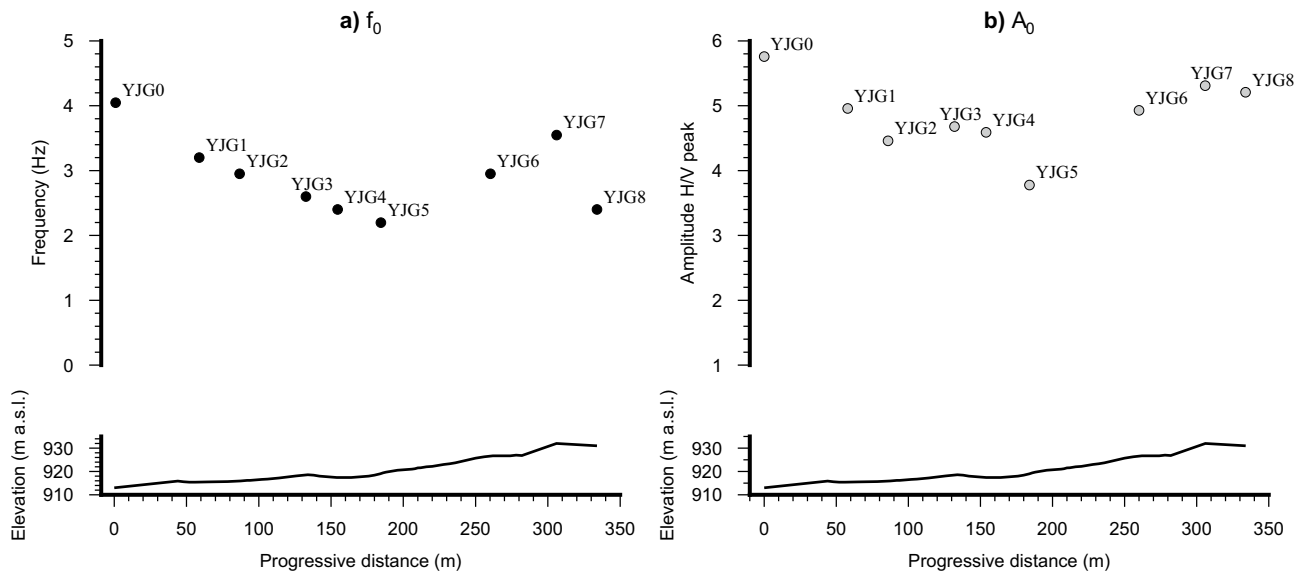 a) f0
5
4
3
2
1
0
Frequency (Hz)
YJG0
YJG1
YJG2
YJG3
YJG4
YJG5
YJG6
YJG7
YJG8
930
920
910
Elevation (m a.s.l.)
0 50 100 150 200 250 300 350
Progressive distance (m)
b) A0
6
5
4
3
2
1
Amplitude H/V peak
YJG0
YJG1
YJG2
YJG3
YJG4
YJG5
YJG6
YJG7
YJG8
930
920
910
Elevation (m a.s.l.)
0 50 100 150 200 250 300 350
Progressive distance (m)